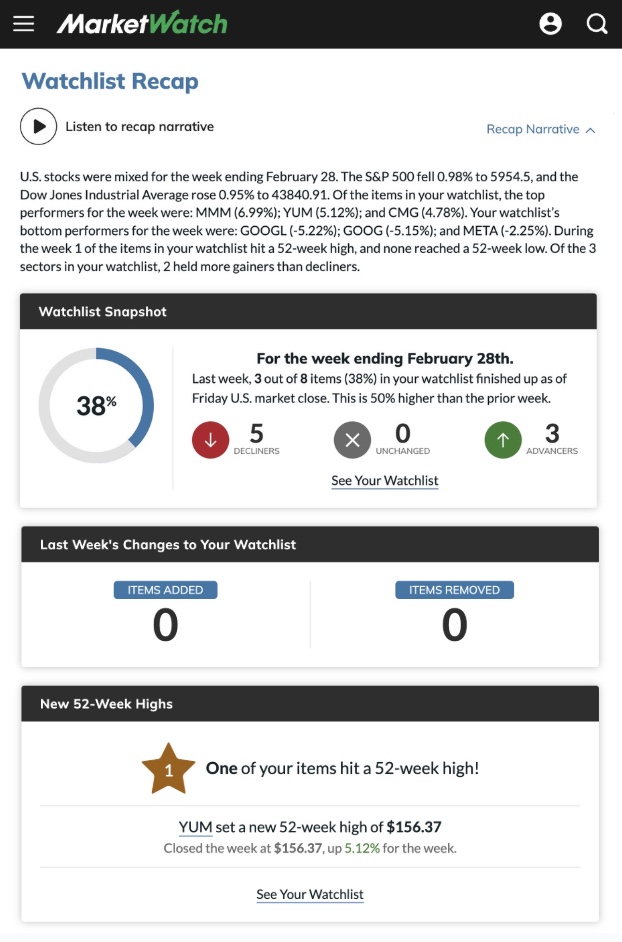 MarketWatch
Watchlist Recap
Listen to recap narrative
Recap Narrative
U.S. stocks were mixed for the week ending February 28. The S&P 500 fell 0.98% to 5954.5, and the
Dow Jones Industrial Average rose 0.95% to 43840.91. Of the items in your watchlist, the top
performers for the week were: MMM (6.99%); YUM (5.12%); and CMG (4.78%). Your watchlist's
bottom performers for the week were: GOOGL (-5.22%); GOOG (-5.15%); and META (-2.25%). During
the week 1 of the items in your watchlist hit a 52-week high, and none reached a 52-week low. Of the 3
sectors in your watchlist, 2 held more gainers than decliners.
Watchlist Snapshot
38%
For the week ending February 28th.
Last week, 3 out of 8 items (38%) in your watchlist finished up as of
Friday U.S. market close. This is 50% higher than the prior week.
5 DECLINERS
0 UNCHANGED
3 ADVANCERS
See Your Watchlist
Last Week's Changes to Your Watchlist
ITEMS ADDED
0
ITEMS REMOVED
0
New 52-Week Highs
1
One of your items hit a 52-week high!
YUM set a new 52-week high of $156.37
Closed the week at $156.37, up 5.12% for the week.
See Your Watchlist